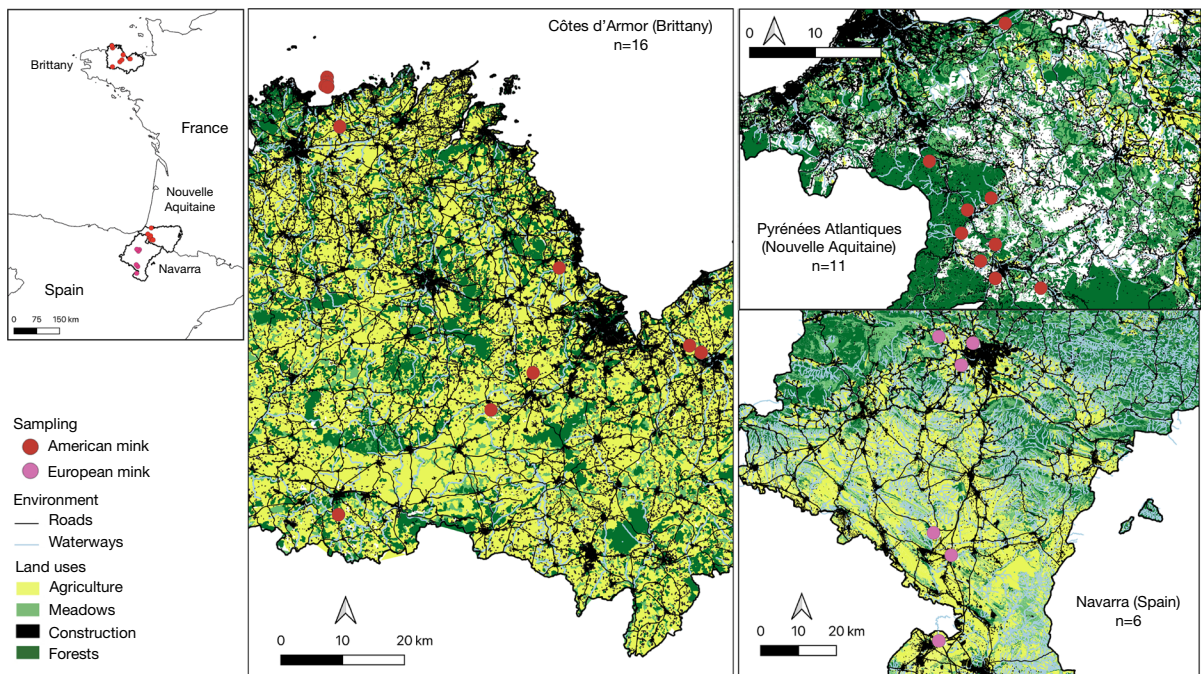 Brittany
France
Nouvelle
Aquitaine
Navarra
Spain
0 75 150 km
Sampling
American mink
European mink
Environment
Roads
Waterways
Land uses
Agriculture
Meadows
Construction
Forests
Côtes d’Armor (Brittany)
n=16
0 10 20 km
0 10
Pyrénées Atlantiques
(Nouvelle Aquitaine)
n=11
Navarra (Spain)
n=6
0 10 20 km